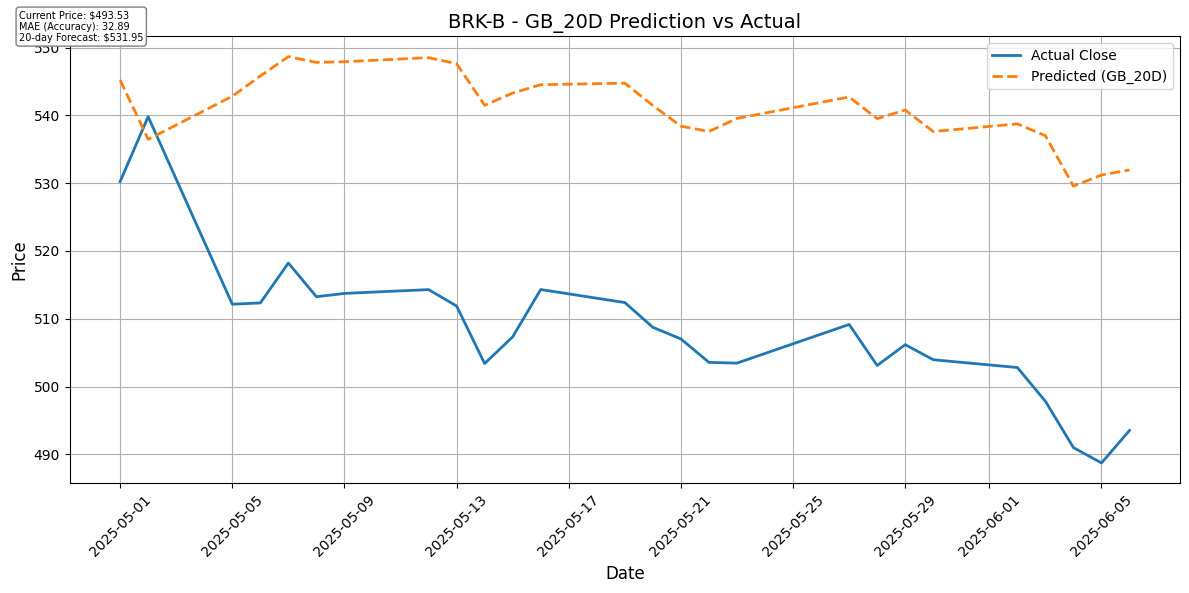 Current Price: $493.53
MAE (Accuracy): 32.89
20-day Forecast: $531.95
BRK-B - GB_20D Prediction vs Actual
Actual Close
Predicted (GB_20D)
Price
550
540
530
520
510
500
490
2025-05-01
2025-05-05
2025-05-09
2025-05-13
2025-05-17
2025-05-21
2025-05-25
2025-05-29
2025-06-01
2025-06-05
Date